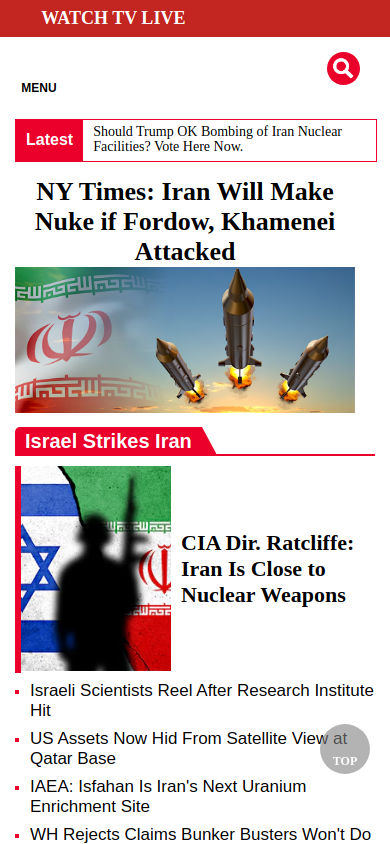 WATCH TV LIVE
MENU
Latest
Should Trump OK Bombing of Iran Nuclear
Facilities? Vote Here Now.
NY Times: Iran Will Make
Nuke if Fordow, Khamenei
Attacked
Israel Strikes Iran
CIA Dir. Ratcliffe:
Iran Is Close to
Nuclear Weapons
Israeli Scientists Reel After Research Institute
Hit
US Assets Now Hid From Satellite View at
Qatar Base
TOP
IAEA: Isfahan Is Iran's Next Uranium
Enrichment Site
WH Rejects Claims Bunker Busters Won't Do